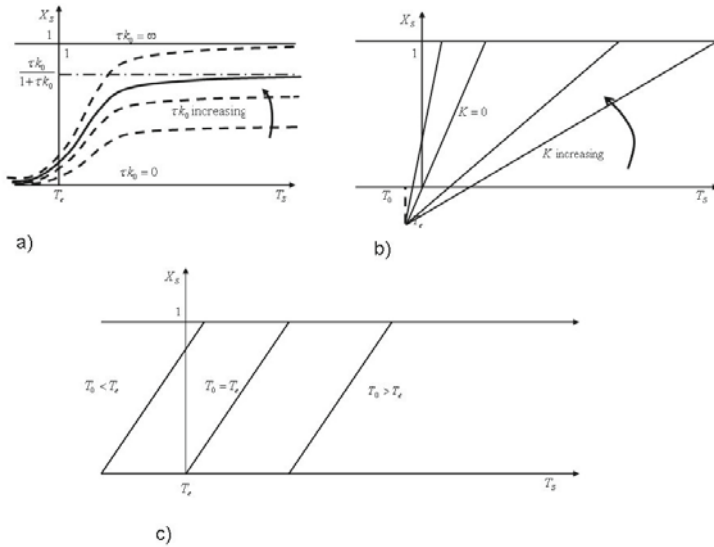 X_S
1
1
τk_0 = ϖ
τk_0
1+τk_0
τk_0 increasing
τk_0 = 0
T_e
T_S
a)
X_S
1
K = 0
K increasing
T_0
T_S
e
b)
X_S
1
T_0 < T_e
T_0 = T_e
T_0 > T_e
T_e
T_S
c)